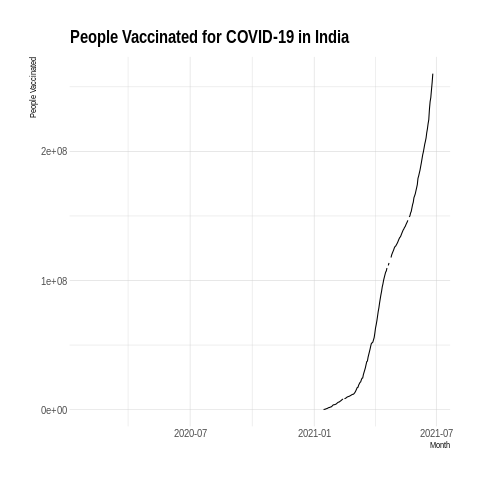 People Vaccinated for COVID-19 in India
People Vaccinated
2e+08
1e+08
0e+00
2020-07 2021-01 2021-07
Month